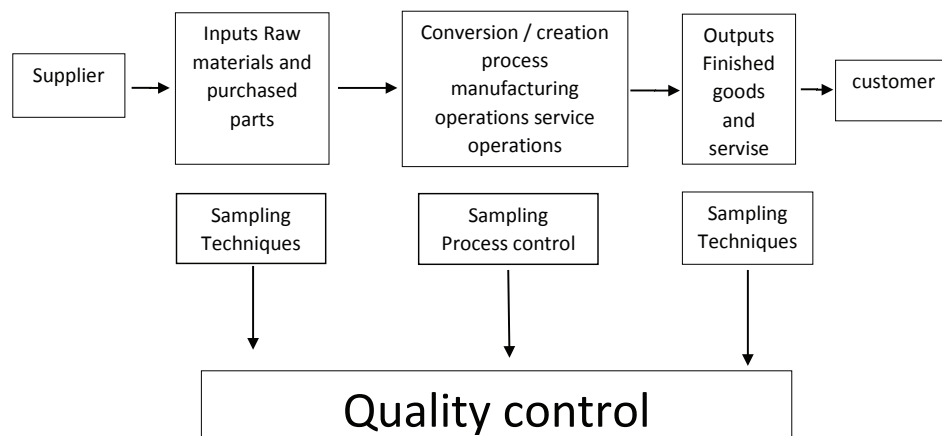 Supplier
Inputs Raw
materials and
purchased
parts
Conversion / creation
process
manufacturing
operations service
operations
Outputs
Finished
goods
and
servise
customer
Sampling
Techniques
Sampling
Process control
Sampling
Techniques
Quality control